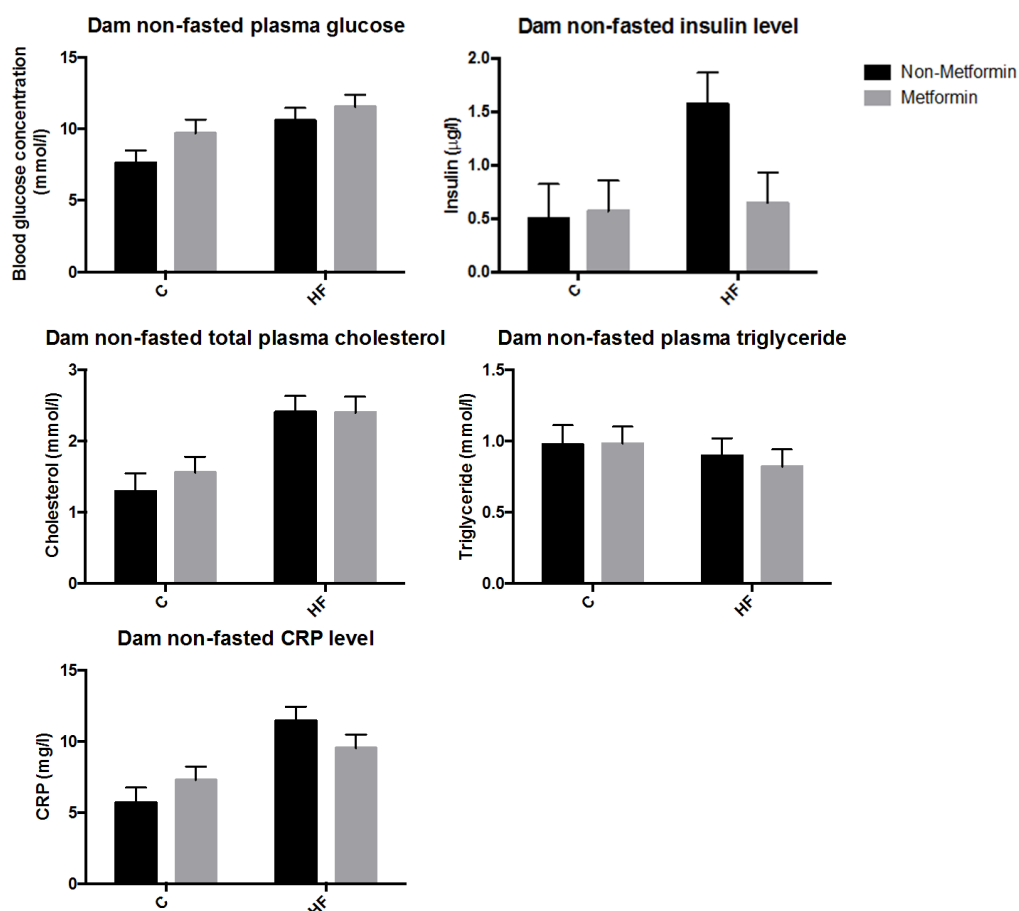 Dam non-fasted plasma glucose
Blood glucose concentration
(mmol/l)
15
10
5
0
C
HF
Dam non-fasted insulin level
Insulin (µg/l)
2.0
1.5
1.0
0.5
0.0
C
HF
Non-Metformin
Metformin
Dam non-fasted total plasma cholesterol
Cholesterol (mmol/l)
3
2
1
0
C
HF
Dam non-fasted plasma triglyceride
Triglyceride (mmol/l)
1.5
1.0
0.5
0.0
C
HF
Dam non-fasted CRP level
CRP (mg/l)
15
10
5
0
C
HF